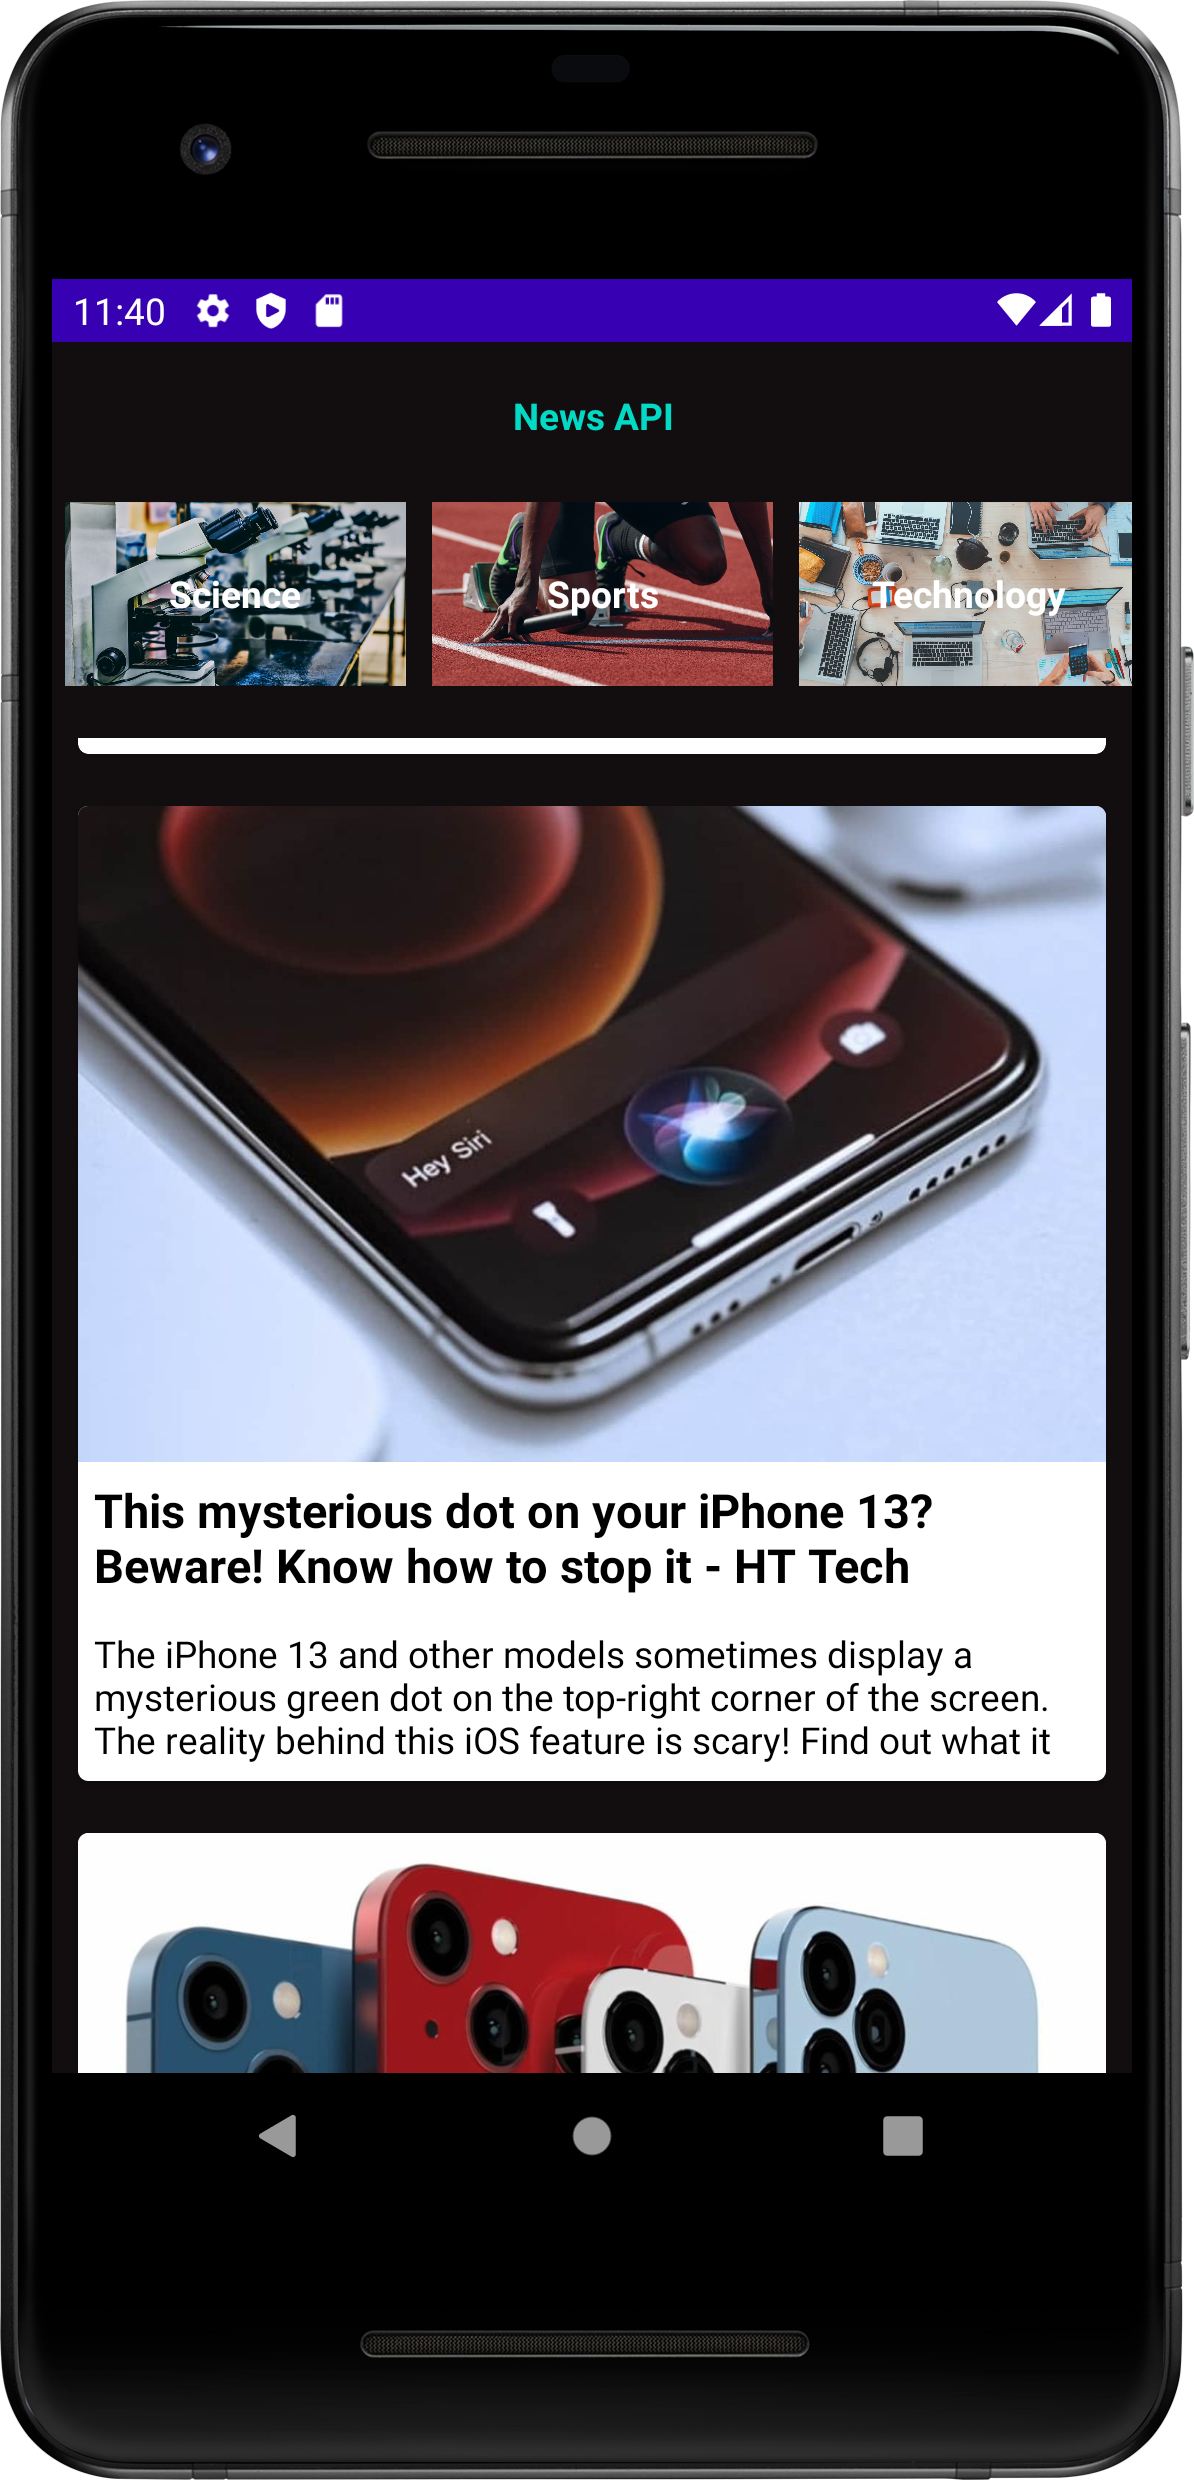 11:40
News API
Science
Sports
Technology
Hey Siri
This mysterious dot on your iPhone 13?
Beware! Know how to stop it - HT Tech
The iPhone 13 and other models sometimes display a
mysterious green dot on the top-right corner of the screen.
The reality behind this iOS feature is scary! Find out what it